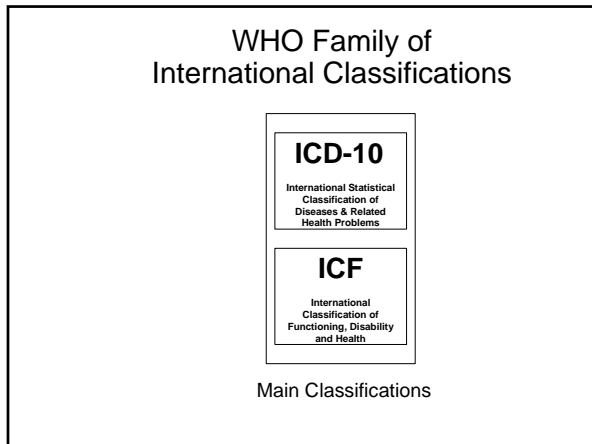 WHO Family of
International Classifications
ICD-10
International Statistical
Classification of
Diseases & Related
Health Problems
ICF
International
Classification of
Functioning, Disability
and Health
Main Classifications